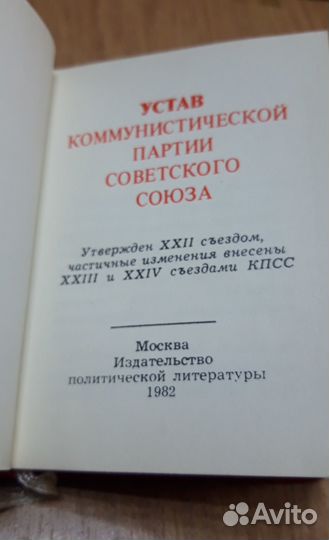 УСТАВ
КОММУНИСТИЧЕСКОЙ
ПАРТИИ
СОВЕТСКОГО
СОЮЗА
Утвержден XXII съездом,
частичные изменения внесены
XXIII и XXIV съездами КПСС
Москва
Издательство
политической литературы
1982
Avito